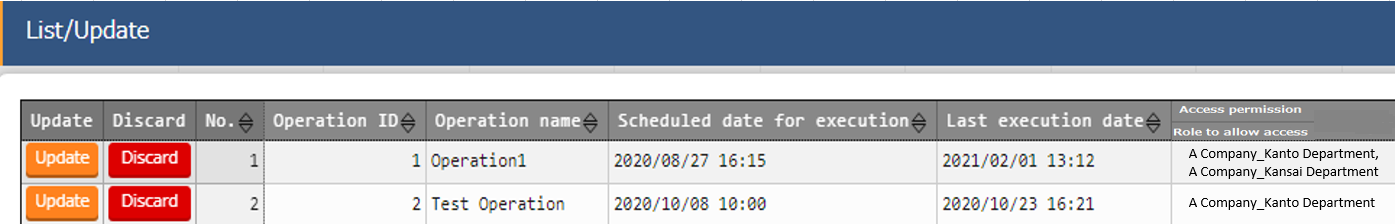 List/Update
Update Discard No. Operation ID Operation name Scheduled date for execution Last execution date Access permission
Role to allow access
Update Discard 1 1 Operation1 2020/08/27 16:15 2021/02/01 13:12 A Company_Kanto Department,
A Company_Kansai Department
Update Discard 2 2 Test Operation 2020/10/08 10:00 2020/10/23 16:21 A Company_Kanto Department